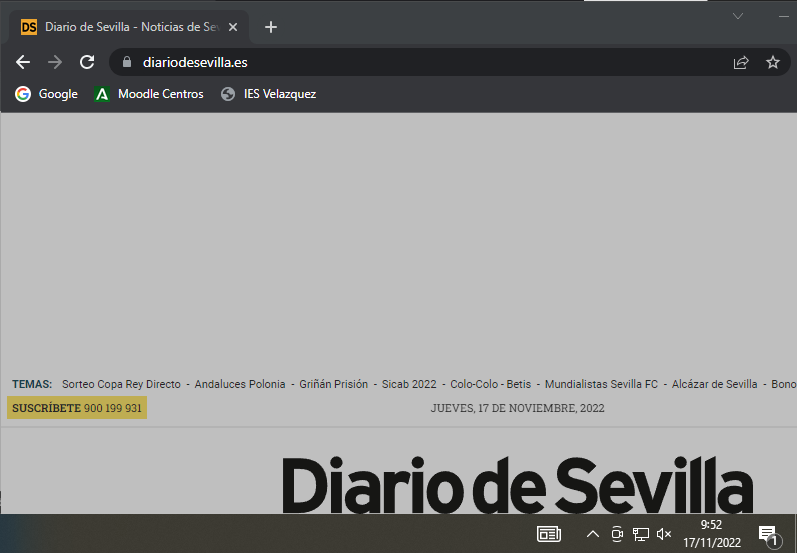 DS Diario de Sevilla - Noticias de Sev
diariodesevilla.es
Google Moodle Centros IES Velazquez
TEMAS: Sorteo Copa Rey Directo - Andaluces Polonia - Griñán Prisión - Sicab 2022 - Colo-Colo - Betis - Mundialistas Sevilla FC - Alcázar de Sevilla - Bono
SUSCRÍBETE 900 199 931 JUEVES, 17 DE NOVIEMBRE, 2022
Diario de Sevilla
9:52
17/11/2022 1